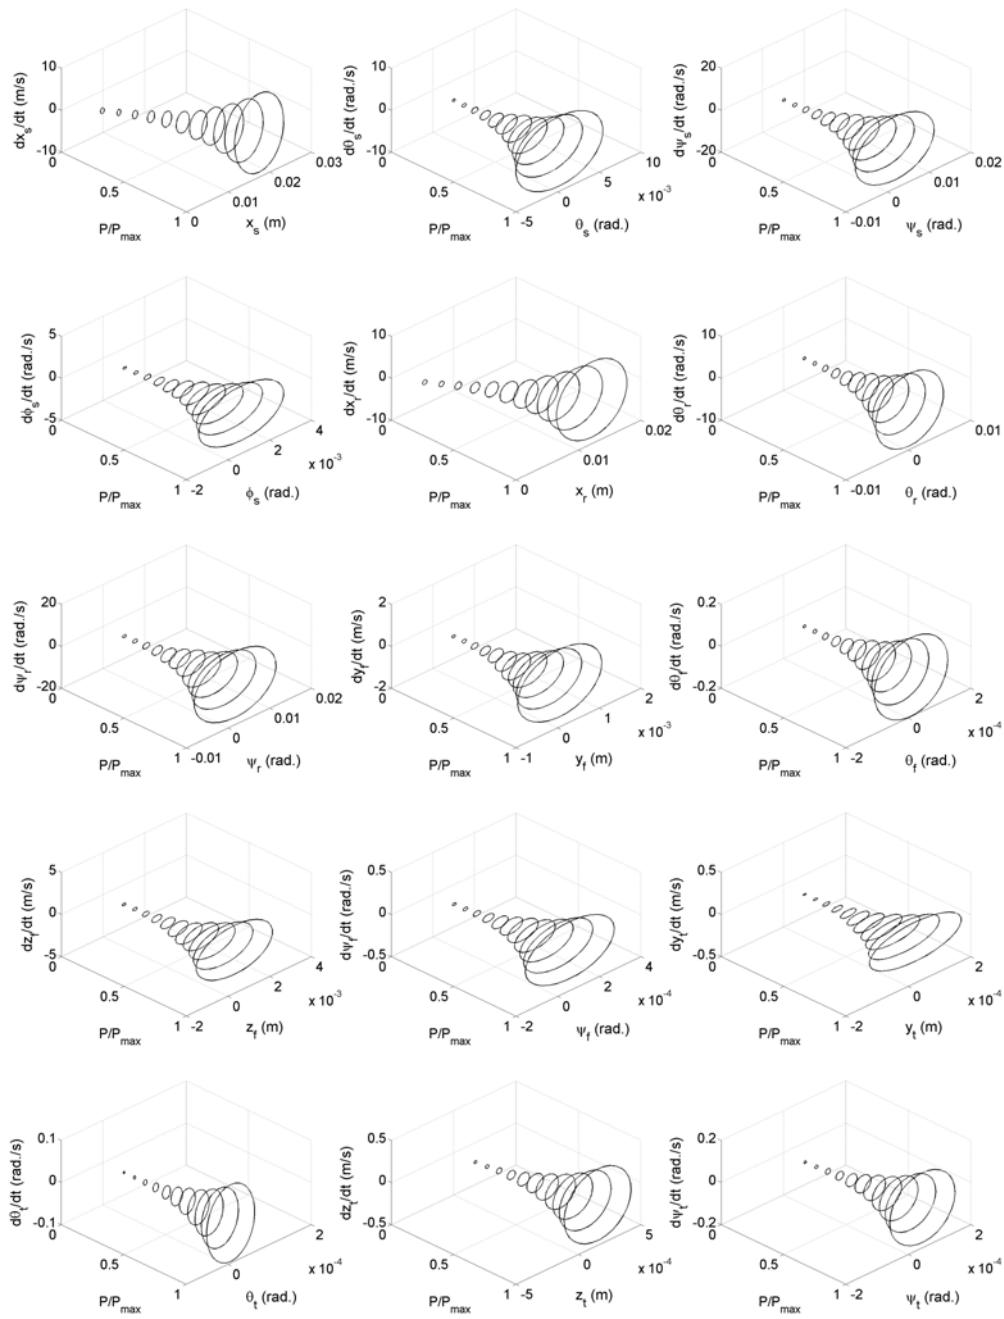 dx_s/dt (m/s)
10
0
-10
0
0.5
1
P/P_max
0
0.01
0.02
0.03
x_s (m)
dθ_s/dt (rad./s)
10
0
-10
0
0.5
1
P/P_max
-5
0
5
10
x 10^-3
θ_s (rad.)
dψ_s/dt (rad./s)
20
0
-20
0
0.5
1
P/P_max
-0.01
0
0.01
0.02
ψ_s (rad.)
dϕ_s/dt (rad./s)
5
0
-5
0
0.5
1
P/P_max
-2
0
2
4
x 10^-3
ϕ_s (rad.)
dx_r/dt (m/s)
10
0
-10
0
0.5
1
P/P_max
0
0.01
0.02
x_r (m)
dθ_r/dt (rad./s)
10
0
-10
0
0.5
1
P/P_max
-0.01
0
0.01
θ_r (rad.)
dψ_r/dt (rad./s)
20
0
-20
0
0.5
1
P/P_max
-0.01
0
0.01
0.02
ψ_r (rad.)
dy_f/dt (m/s)
2
0
-2
0
0.5
1
P/P_max
-1
0
1
2
x 10^-3
y_f (m)
dθ_f/dt (rad./s)
0.2
0
-0.2
0
0.5
1
P/P_max
-2
0
2
x 10^-4
θ_f (rad.)
dz_f/dt (m/s)
5
0
-5
0
0.5
1
P/P_max
-2
0
2
4
x 10^-3
z_f (m)
dψ_f/dt (rad./s)
0.5
0
-0.5
0
0.5
1
P/P_max
-2
0
2
4
x 10^-4
ψ_f (rad.)
dy_t/dt (m/s)
0.5
0
-0.5
0
0.5
1
P/P_max
-2
0
2
x 10^-4
y_t (m)
dθ_t/dt (rad./s)
0.1
0
-0.1
0
0.5
1
P/P_max
0
2
x 10^-4
θ_t (rad.)
dz_t/dt (m/s)
0.5
0
-0.5
0
0.5
1
P/P_max
-5
0
5
x 10^-4
z_t (m)
dψ_t/dt (rad./s)
0.2
0
-0.2
0
0.5
1
P/P_max
-2
0
2
x 10^-4
ψ_t (rad.)